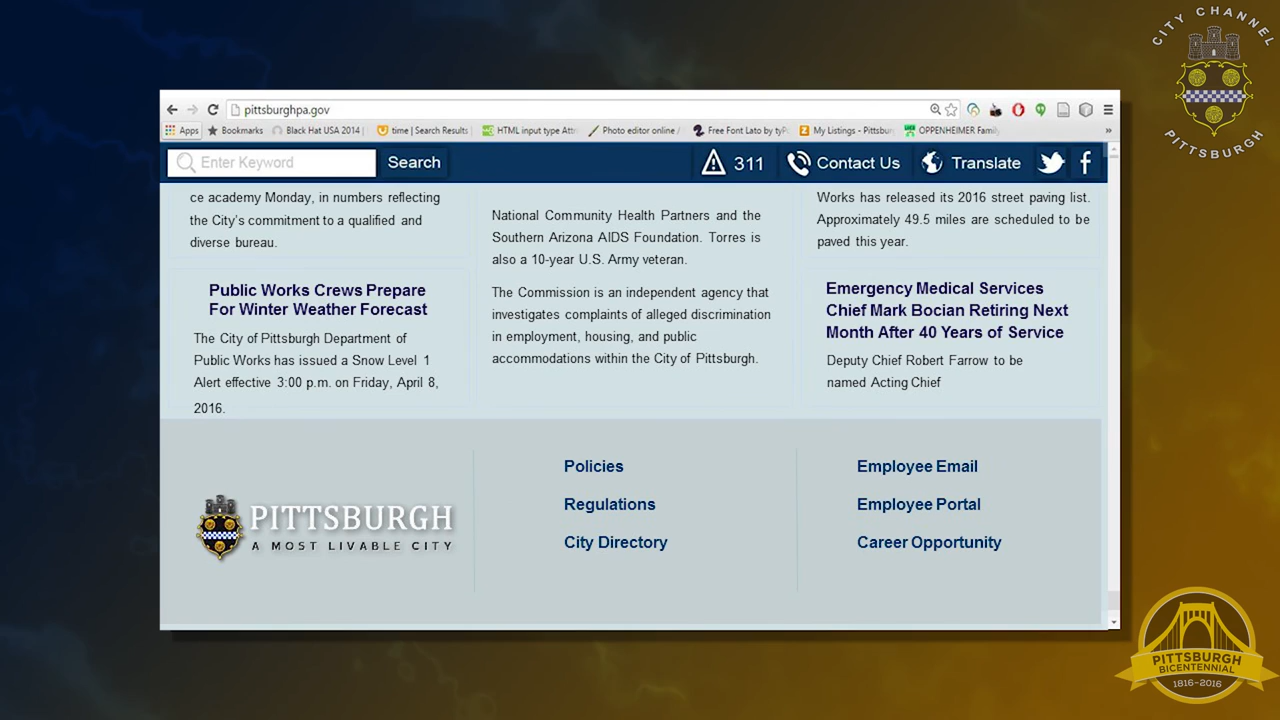 CITY CHANNEL
PITTSBURGH
pittsburghpa.gov
Apps Bookmarks Black Hat USA 2014 time | Search Results HTML input type Attr Photo editor online / Free Font Lato by tyP My Listings - Pittsbur OPPENHEIMER Family
Enter Keyword Search 311 Contact Us Translate
ce academy Monday, in numbers reflecting
the City's commitment to a qualified and
diverse bureau.
Public Works Crews Prepare
For Winter Weather Forecast
The City of Pittsburgh Department of
Public Works has issued a Snow Level 1
Alert effective 3:00 p.m. on Friday, April 8,
2016.
National Community Health Partners and the
Southern Arizona AIDS Foundation. Torres is
also a 10-year U.S. Army veteran.
The Commission is an independent agency that
investigates complaints of alleged discrimination
in employment, housing, and public
accommodations within the City of Pittsburgh.
Works has released its 2016 street paving list.
Approximately 49.5 miles are scheduled to be
paved this year.
Emergency Medical Services
Chief Mark Bocian Retiring Next
Month After 40 Years of Service
Deputy Chief Robert Farrow to be
named Acting Chief
PITTSBURGH
A MOST LIVABLE CITY
Policies
Regulations
City Directory
Employee Email
Employee Portal
Career Opportunity
PITTSBURGH
BICENTENNIAL
1816-2016